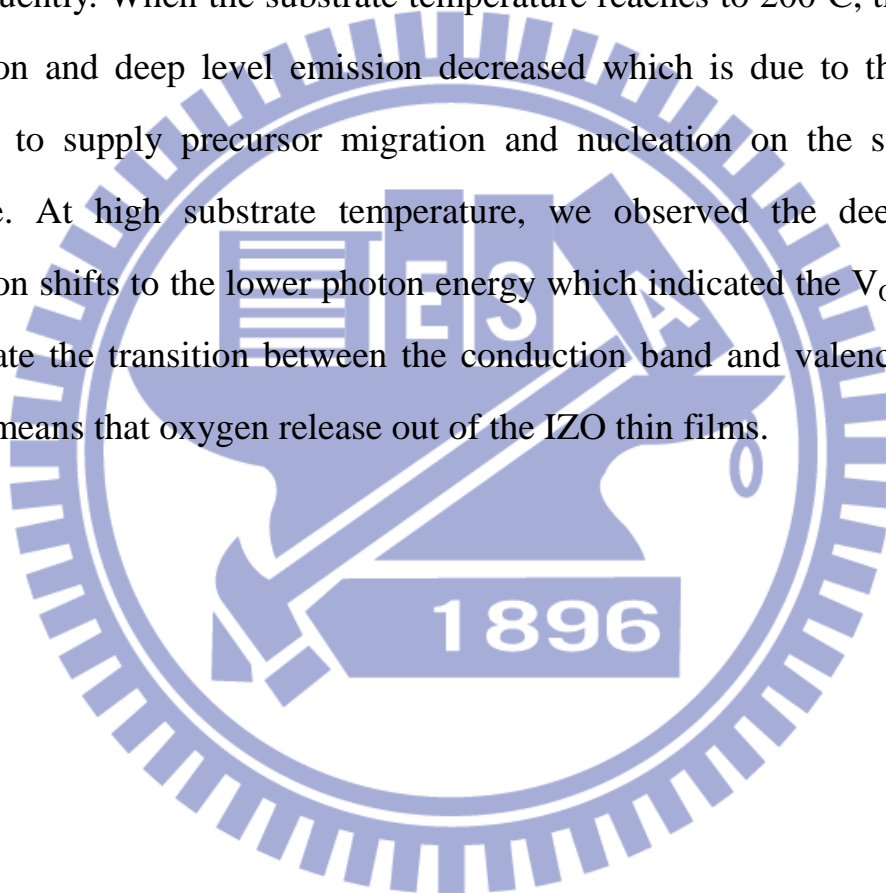 uently. When the substrate temperature reaches to 200°C, t
on and deep level emission decreased which is due to th
to supply precursor migration and nucleation on the s
e. At high substrate temperature, we observed the dee
on shifts to the lower photon energy which indicated the Vo
ate the transition between the conduction band and valenc
means that oxygen release out of the IZO thin films.
E S A
1896